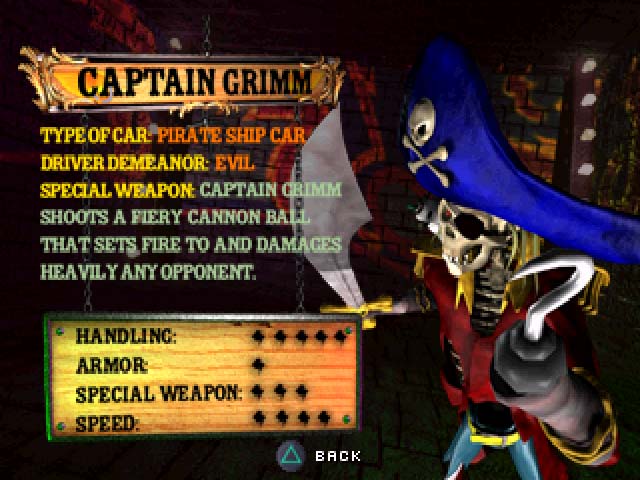 CAPTAIN GRIMM
TYPE OF CAR: PIRATE SHIP CAR
DRIVER DEMEANOR: EVIL
SPECIAL WEAPON: CAPTAIN GRIMM
SHOOTS A FIERY CANNON BALL
THAT SETS FIRE TO AND DAMAGES
HEAVILY ANY OPPONENT.
HANDLING:
ARMOR:
SPECIAL WEAPON:
SPEED:
BACK